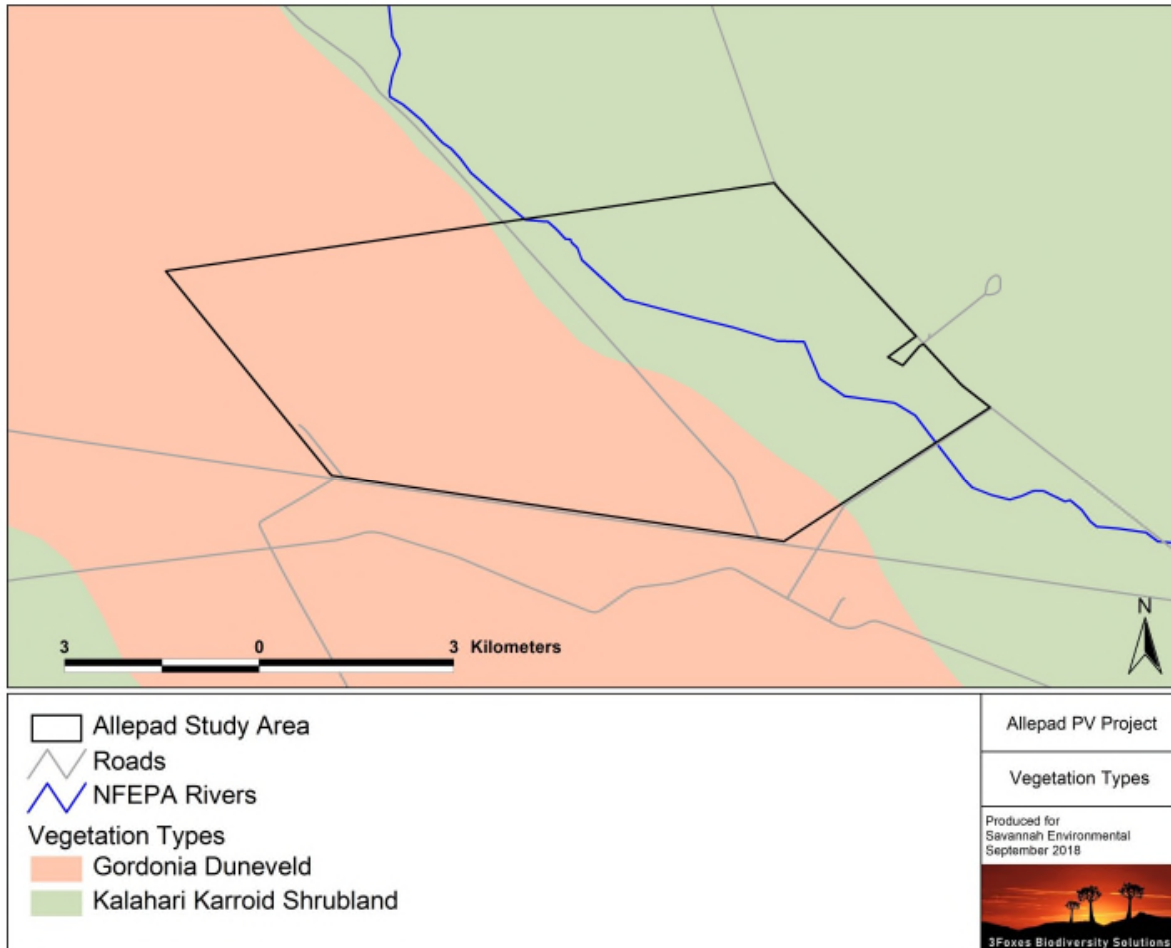 N
3 0 3 Kilometers
Allepad Study Area
Roads
NFEPA Rivers
Vegetation Types
Gordonia Duneveld
Kalahari Karroid Shrubland
Allepad PV Project
Vegetation Types
Produced for
Savannah Environmental
September 2018
3Foxes Biodiversity Solutions